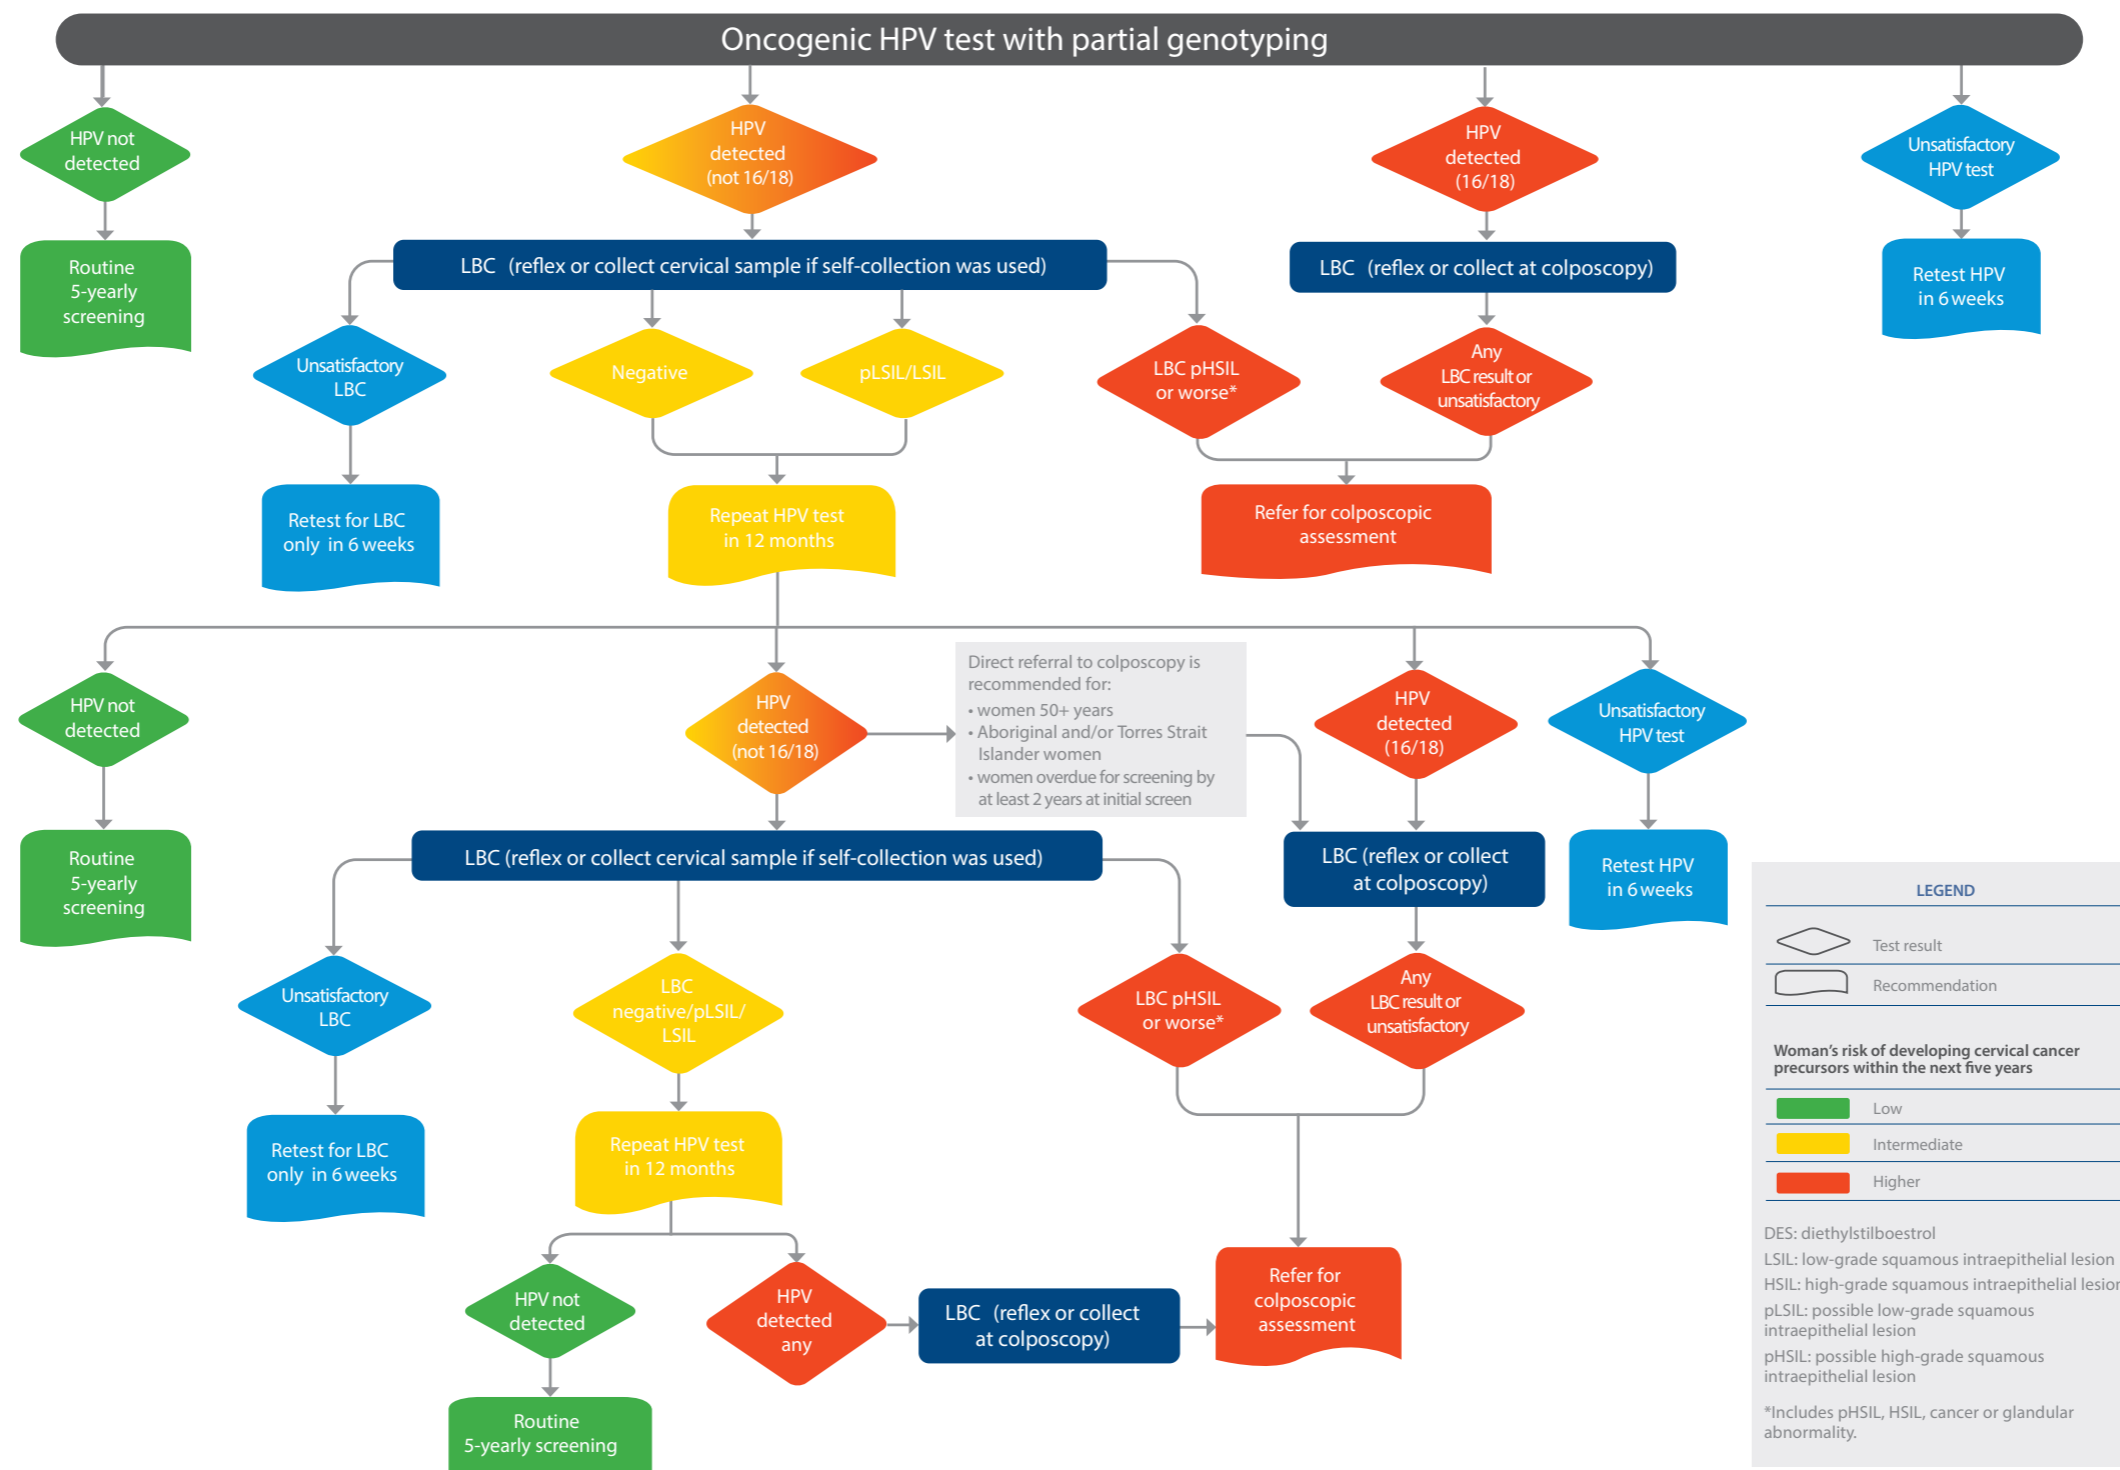 Oncogenic HPV test with partial genotyping
HPV not
detected
HPV
detected
(not 16/18)
HPV
detected
(16/18)
Unsatisfactory
HPV test
Routine
5-yearly
screening
LBC (reflex or collect cervical sample if self-collection was used)
LBC (reflex or collect at colposcopy)
Retest HPV
in 6 weeks
Unsatisfactory
LBC
Negative
pLSIL/LSIL
LBC pHSIL
or worse*
Any
LBC result or
unsatisfactory
Retest for LBC
only in 6 weeks
Repeat HPV test
in 12 months
Refer for colposcopic
assessment
HPV not
detected
HPV
detected
(not 16/18)
Direct referral to colposcopy is
recommended for:
• women 50+ years
• Aboriginal and/or Torres Strait
Islander women
• women overdue for screening by
at least 2 years at initial screen
HPV
detected
(16/18)
Unsatisfactory
HPV test
Routine
5-yearly
screening
LBC (reflex or collect cervical sample if self-collection was used)
LBC (reflex or collect
at colposcopy)
Retest HPV
in 6 weeks
Unsatisfactory
LBC
LBC
negative/pLSIL/
LSIL
LBC pHSIL
or worse*
Any
LBC result or
unsatisfactory
Retest for LBC
only in 6 weeks
Repeat HPV test
in 12 months
HPV not
detected
HPV
detected
any
LBC (reflex or collect
at colposcopy)
Refer for
colposcopic
assessment
Routine
5-yearly screening
LEGEND
Test result
Recommendation
Woman's risk of developing cervical cancer
precursors within the next five years
Low
Intermediate
Higher
DES: diethylstilboestrol
LSIL: low-grade squamous intraepithelial lesion
HSIL: high-grade squamous intraepithelial lesion
pLSIL: possible low-grade squamous
intraepithelial lesion
pHSIL: possible high-grade squamous
intraepithelial lesion
*Includes pHSIL, HSIL, cancer or glandular
abnormality.